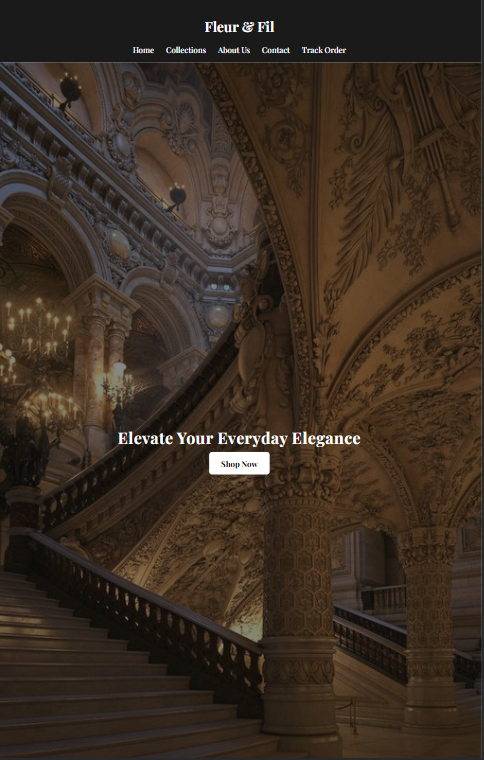 Fleur & Fil
Home Collections About Us Contact Track Order
Elevate Your Everyday Elegance
Shop Now